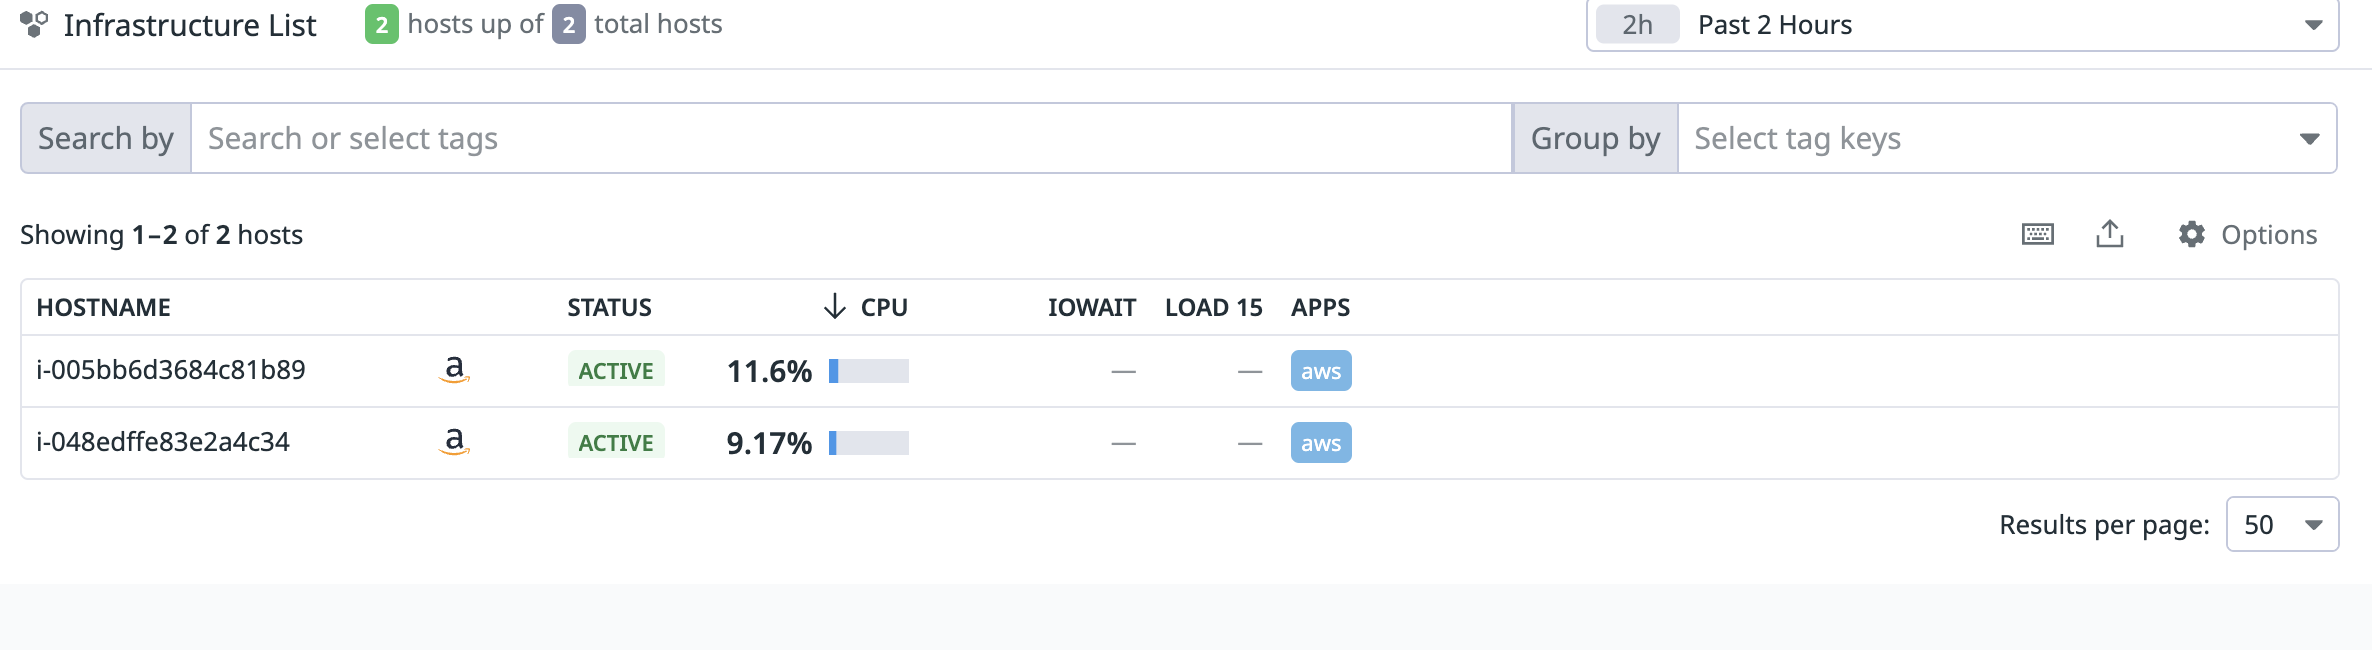 Infrastructure List 2 hosts up of 2 total hosts 2h Past 2 Hours
Search by Search or select tags Group by Select tag keys
Showing 1–2 of 2 hosts Options
HOSTNAME STATUS ↓ CPU IOWAIT LOAD 15 APPS
i-005bb6d3684c81b89 a ACTIVE 11.6% — — aws
i-048edffe83e2a4c34 a ACTIVE 9.17% — — aws
Results per page: 50